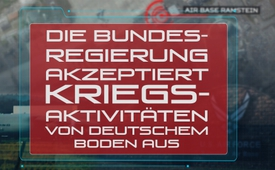 AIR BASE RAMSTEIN
DIE BUNDES-
REGIERUNG
AKZEPTIERT
KRIEGS-
AKTIVITÄTEN
VON DEUTSCHEM
BODEN AUS